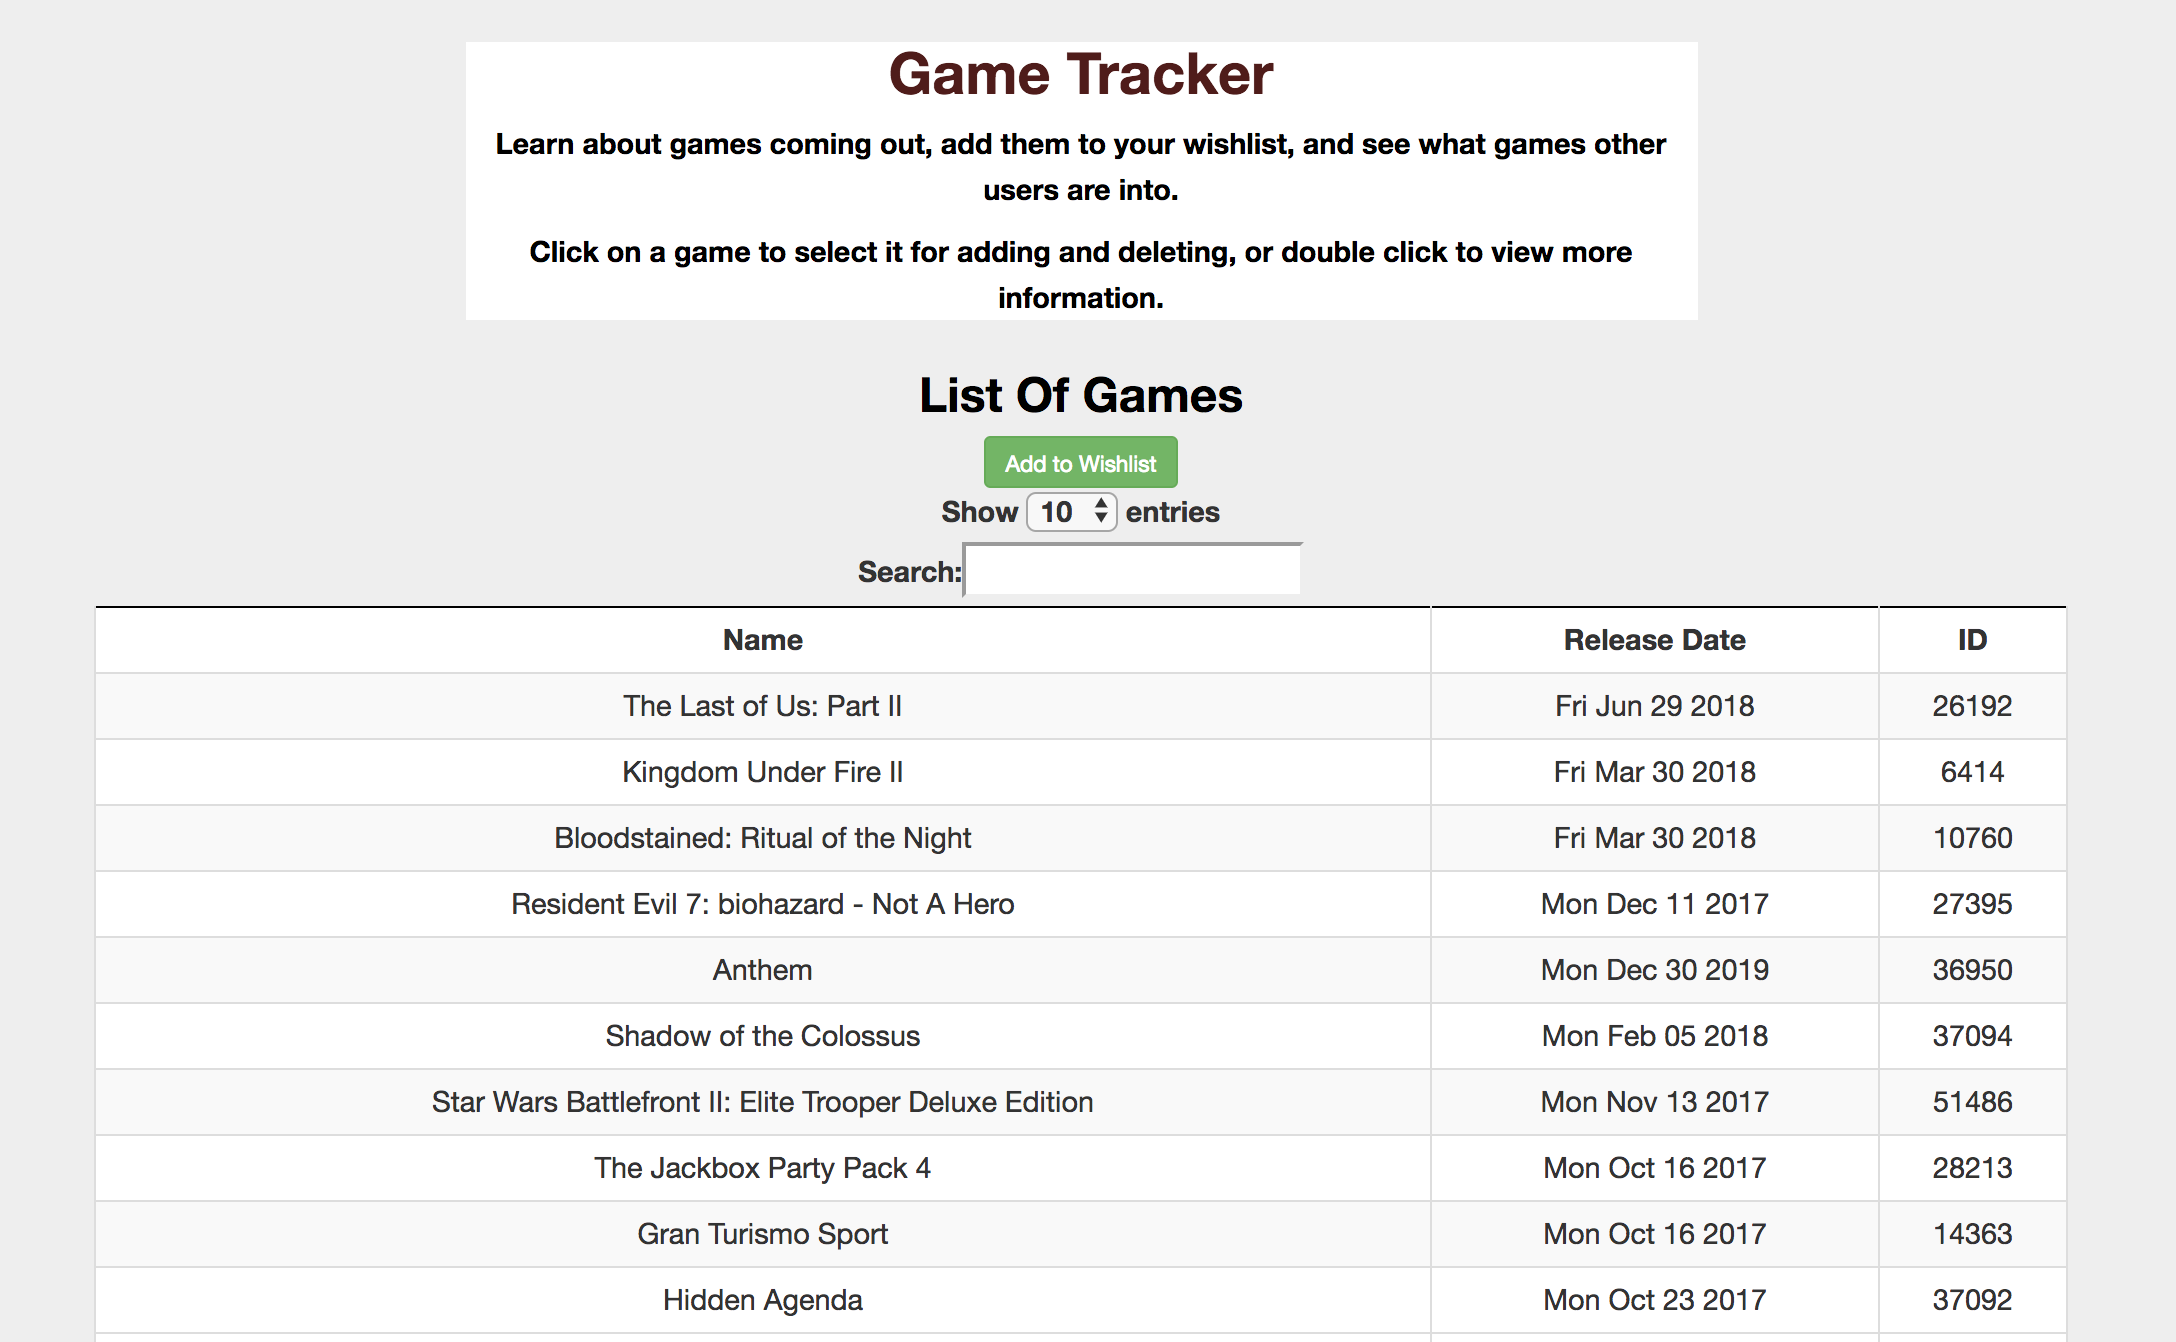 Game Tracker
Learn about games coming out, add them to your wishlist, and see what games other
users are into.
Click on a game to select it for adding and deleting, or double click to view more
information.
List Of Games
Add to Wishlist
Show 10 entries
Search:
Name Release Date ID
The Last of Us: Part II Fri Jun 29 2018 26192
Kingdom Under Fire II Fri Mar 30 2018 6414
Bloodstained: Ritual of the Night Fri Mar 30 2018 10760
Resident Evil 7: biohazard - Not A Hero Mon Dec 11 2017 27395
Anthem Mon Dec 30 2019 36950
Shadow of the Colossus Mon Feb 05 2018 37094
Star Wars Battlefront II: Elite Trooper Deluxe Edition Mon Nov 13 2017 51486
The Jackbox Party Pack 4 Mon Oct 16 2017 28213
Gran Turismo Sport Mon Oct 16 2017 14363
Hidden Agenda Mon Oct 23 2017 37092